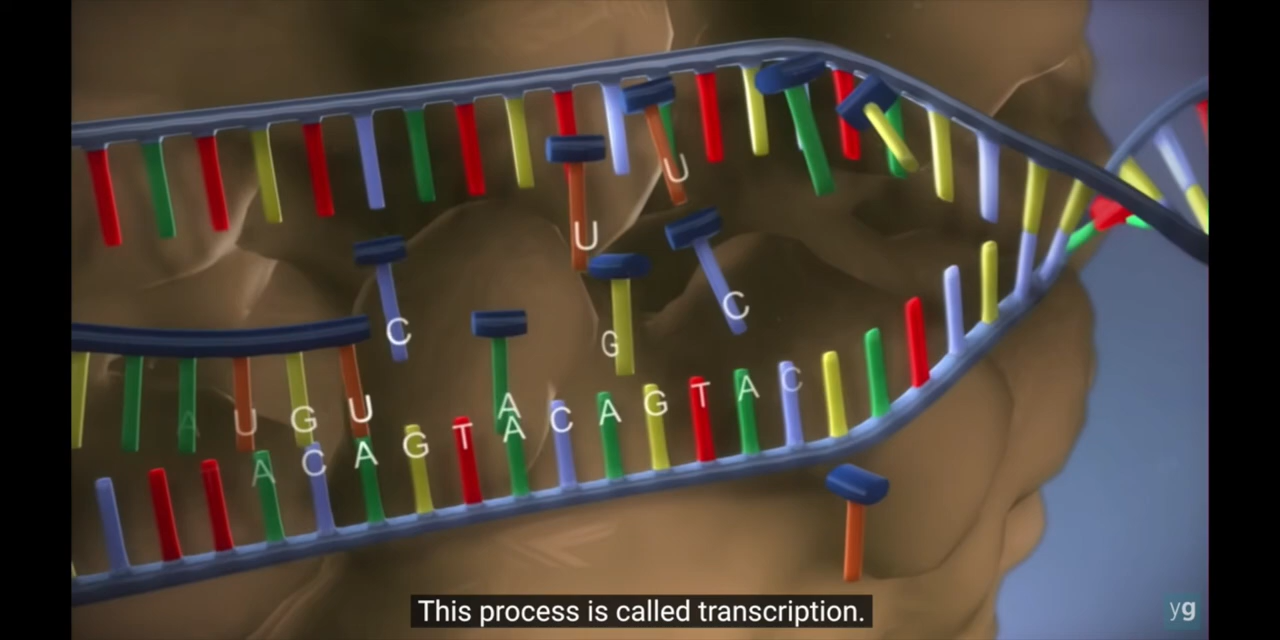 U
U
C
C
G
A
A U G U
A C A G T A C A G T A C
This process is called transcription.
yg